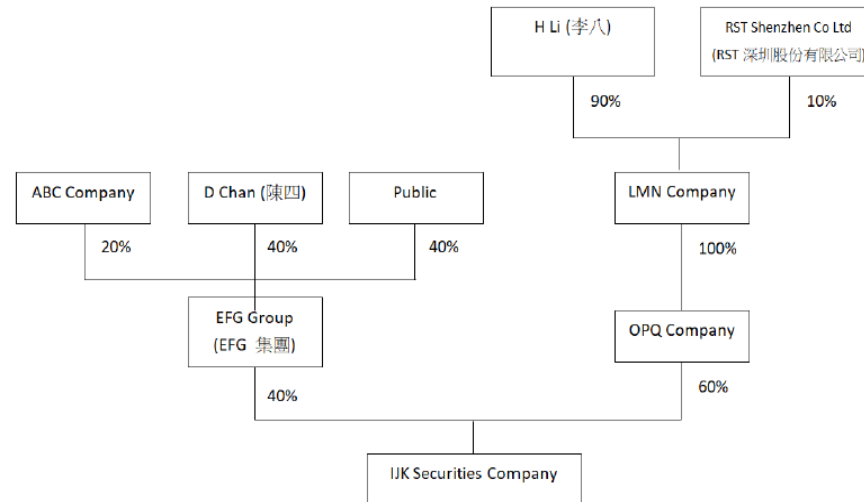 H Li (李八)
RST Shenzhen Co Ltd
(RST 深圳股份有限公司)
90%
10%
ABC Company
D Chan (陳四)
Public
LMN Company
20%
40%
40%
100%
EFG Group
(EFG 集團)
OPQ Company
40%
60%
IJK Securities Company